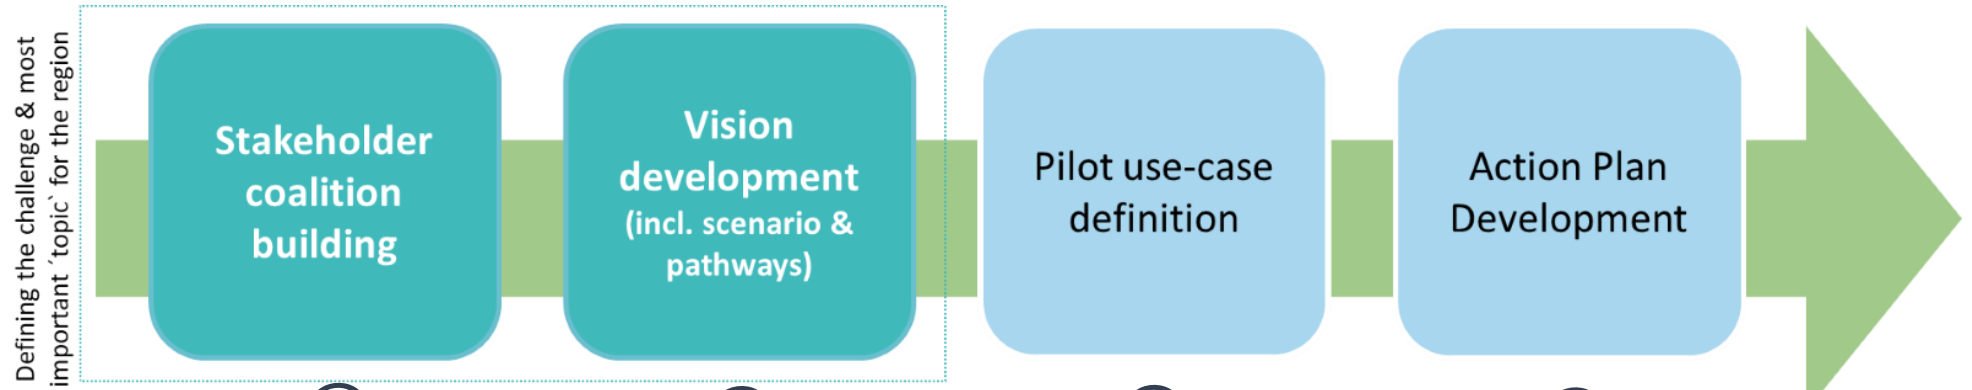 Defining the challenge & most
important ´topic` for the region
Stakeholder
coalition
building
Vision
development
(incl. scenario &
pathways)
Pilot use-case
definition
Action Plan
Development